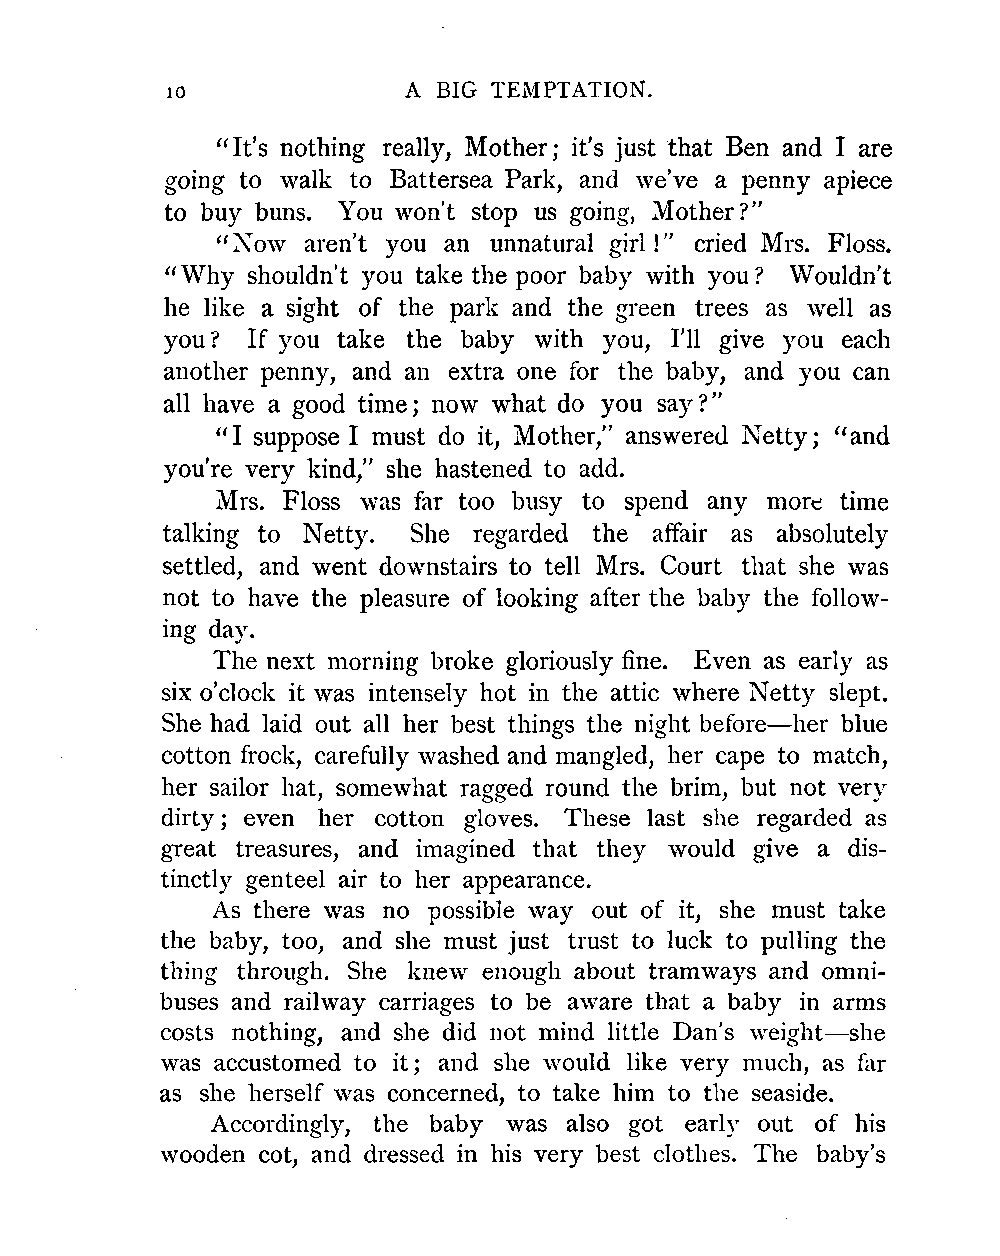 10 A BIG TEMPTATION.
"It's nothing really, Mother; it's just that Ben and I are
going to walk to Battersea Park, and we've a penny apiece
to buy buns. You won't stop us going, Mother?"
"Now aren't you an unnatural girl!" cried Mrs. Floss.
"Why shouldn't you take the poor baby with you? Wouldn't
he like a sight of the park and the green trees as well as
you? If you take the baby with you, I'll give you each
another penny, and an extra one for the baby, and you can
all have a good time; now what do you say?"
"I suppose I must do it, Mother," answered Netty; "and
you're very kind," she hastened to add.
Mrs. Floss was far too busy to spend any more time
talking to Netty. She regarded the affair as absolutely
settled, and went downstairs to tell Mrs. Court that she was
not to have the pleasure of looking after the baby the follow-
ing day.
The next morning broke gloriously fine. Even as early as
six o'clock it was intensely hot in the attic where Netty slept.
She had laid out all her best things the night before—her blue
cotton frock, carefully washed and mangled, her cape to match,
her sailor hat, somewhat ragged round the brim, but not very
dirty; even her cotton gloves. These last she regarded as
great treasures, and imagined that they would give a dis-
tinctly genteel air to her appearance.
As there was no possible way out of it, she must take
the baby, too, and she must just trust to luck to pulling the
thing through. She knew enough about tramways and omni-
buses and railway carriages to be aware that a baby in arms
costs nothing, and she did not mind little Dan's weight—she
was accustomed to it; and she would like very much, as far
as she herself was concerned, to take him to the seaside.
Accordingly, the baby was also got early out of his
wooden cot, and dressed in his very best clothes. The baby's